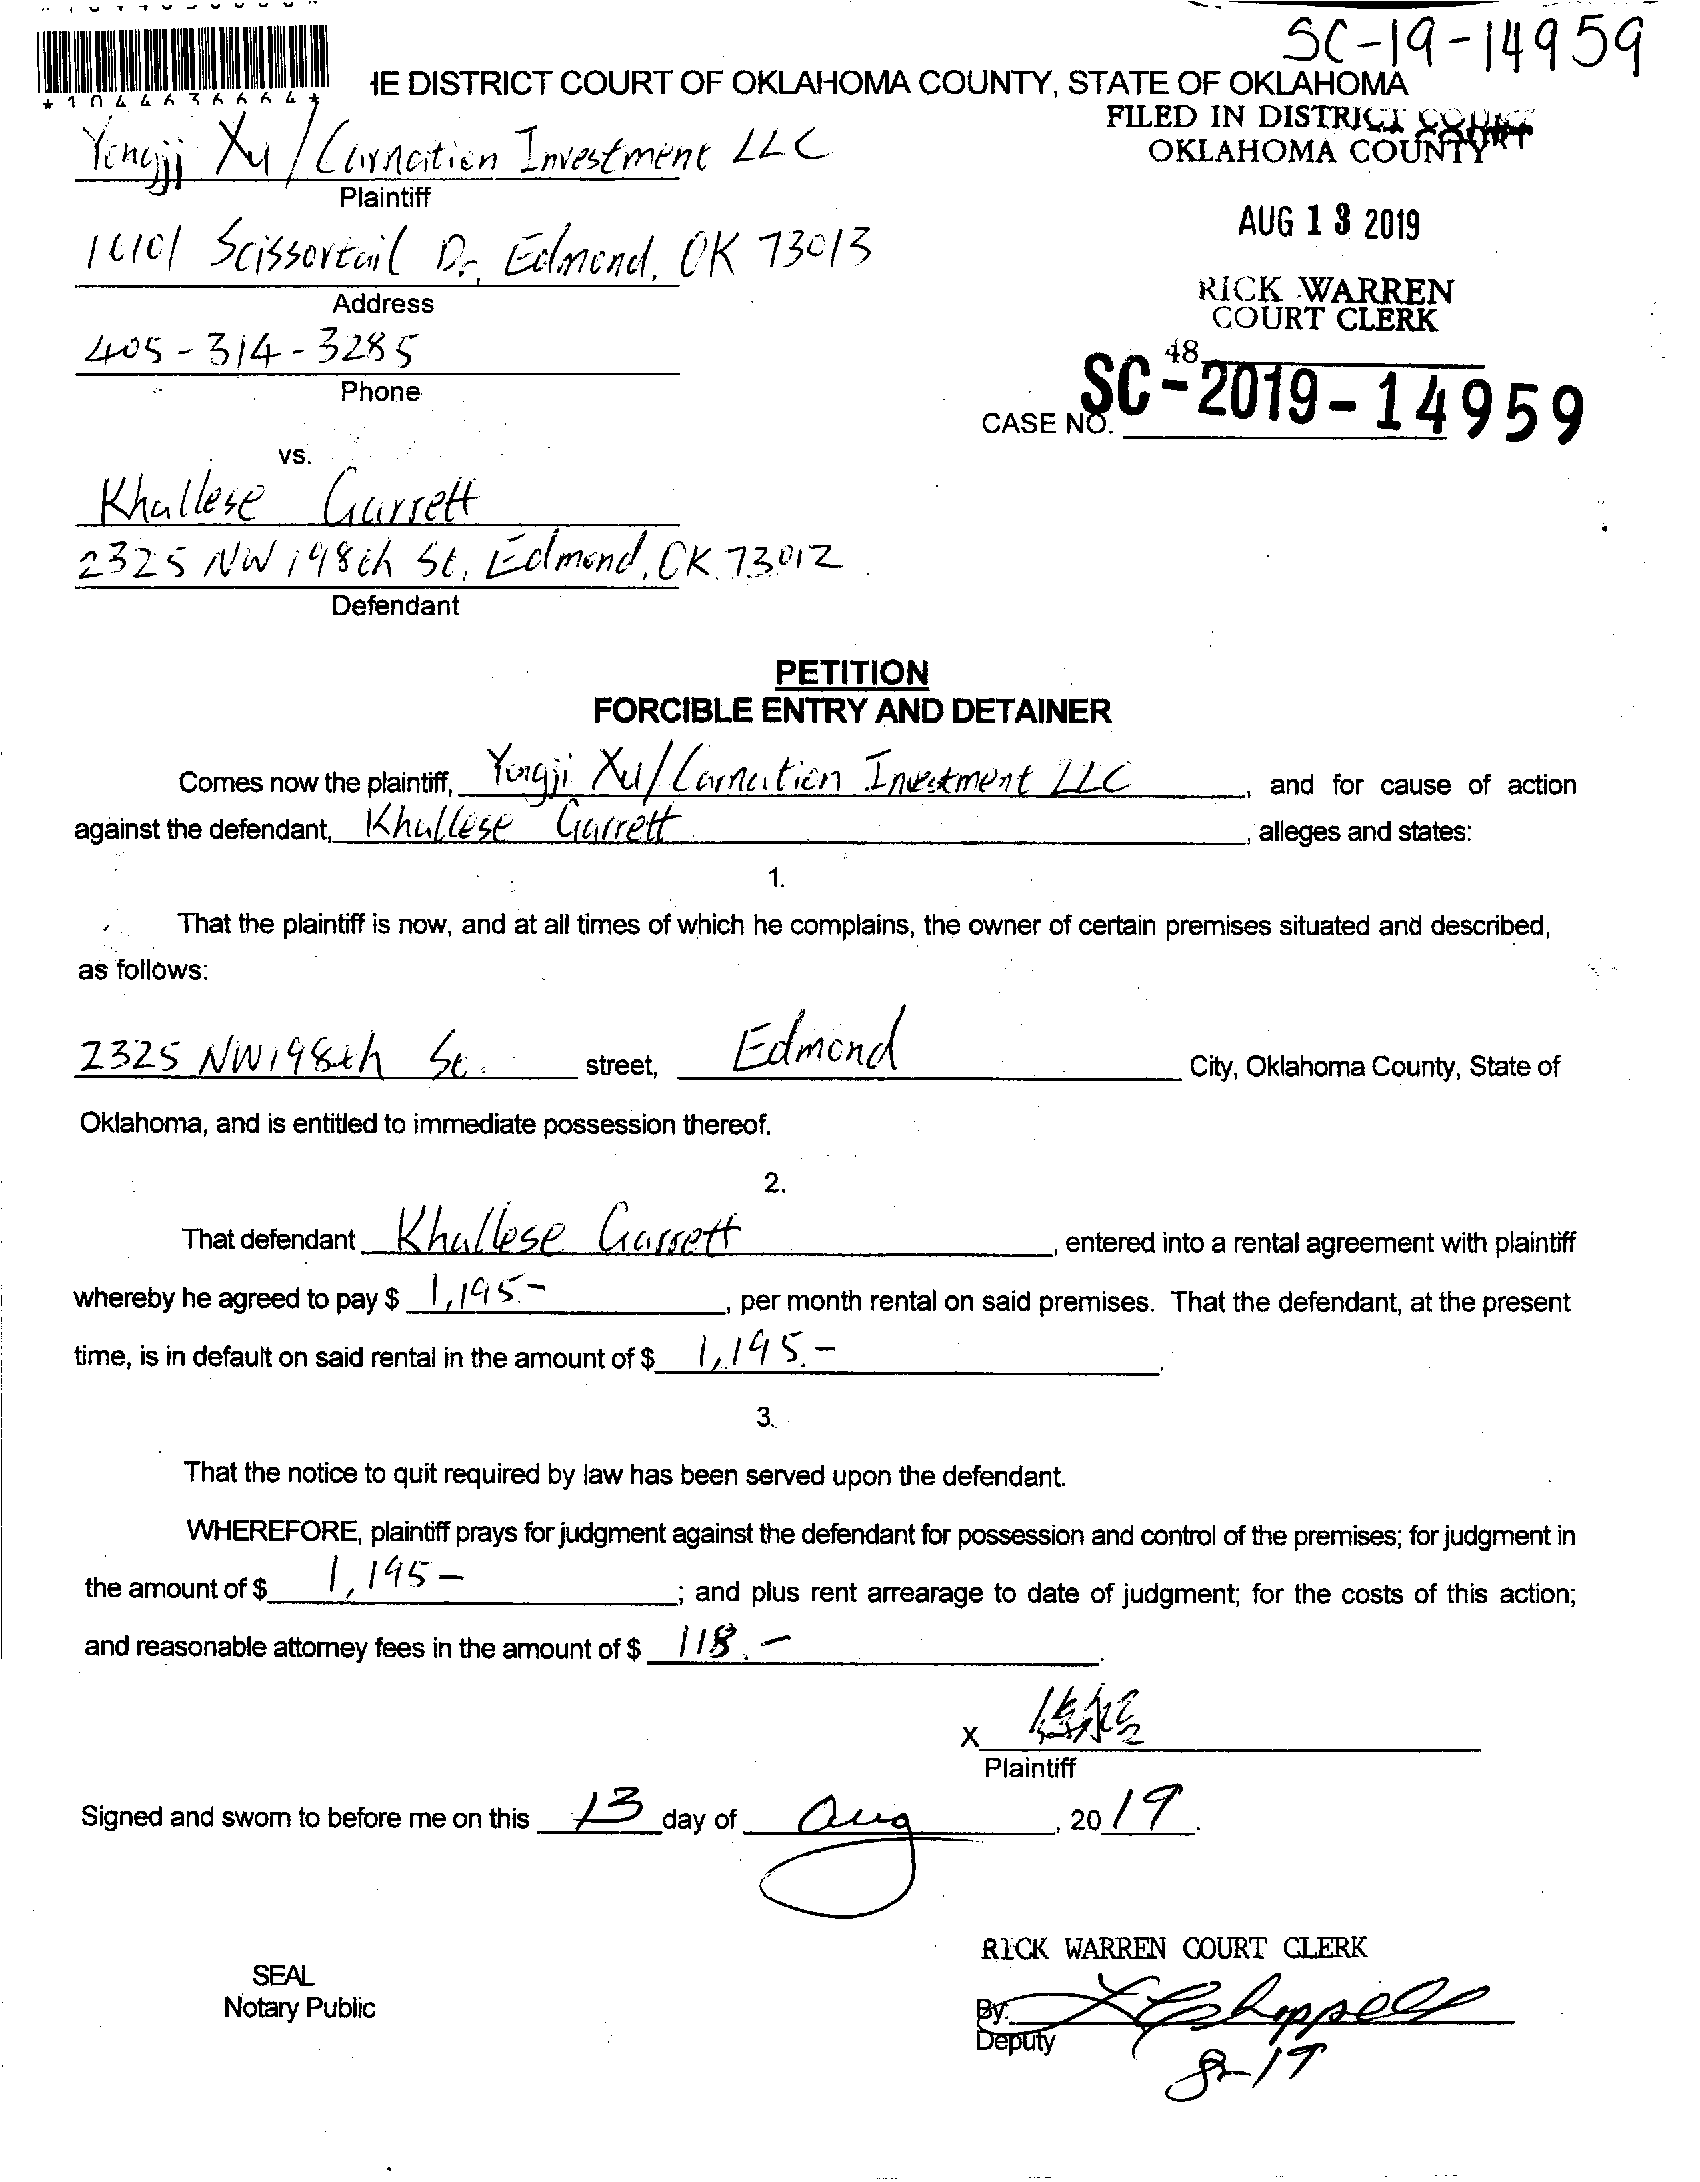 SC-19-14959
*1044636664*
HE DISTRICT COURT OF OKLAHOMA COUNTY, STATE OF OKLAHOMA
FILED IN DISTRICT COURT
OKLAHOMA COUNTY
Yongji Xu / Carnation Investment LLC
Plaintiff
AUG 13 2019
Scissortail Dr, Edmond, OK 73013
Address
RICK WARREN
COURT CLERK
405-314-3285
Phone
48
CASE NO. SC-2019-14959
vs.
Khallese Garrett
2325 NW 198th St, Edmond, OK 73012
Defendant
PETITION
FORCIBLE ENTRY AND DETAINER
Comes now the plaintiff, Yongji Xu / Carnation Investment LLC, and for cause of action
against the defendant, Khallese Garrett, alleges and states:
1.
That the plaintiff is now, and at all times of which he complains, the owner of certain premises situated and described,
as follows:
2325 NW 198th St. street, Edmond City, Oklahoma County, State of
Oklahoma, and is entitled to immediate possession thereof.
2.
That defendant Khallese Garrett, entered into a rental agreement with plaintiff
whereby he agreed to pay $ 1,195.-, per month rental on said premises. That the defendant, at the present
time, is in default on said rental in the amount of $ 1,195.-.
3.
That the notice to quit required by law has been served upon the defendant.
WHEREFORE, plaintiff prays for judgment against the defendant for possession and control of the premises; for judgment in
the amount of $ 1,195-; and plus rent arrearage to date of judgment; for the costs of this action;
and reasonable attorney fees in the amount of $ 118.-.
X
Plaintiff
Signed and sworn to before me on this 13 day of Aug, 2019.
RICK WARREN COURT CLERK
SEAL
Notary Public
By: Chappell
Deputy